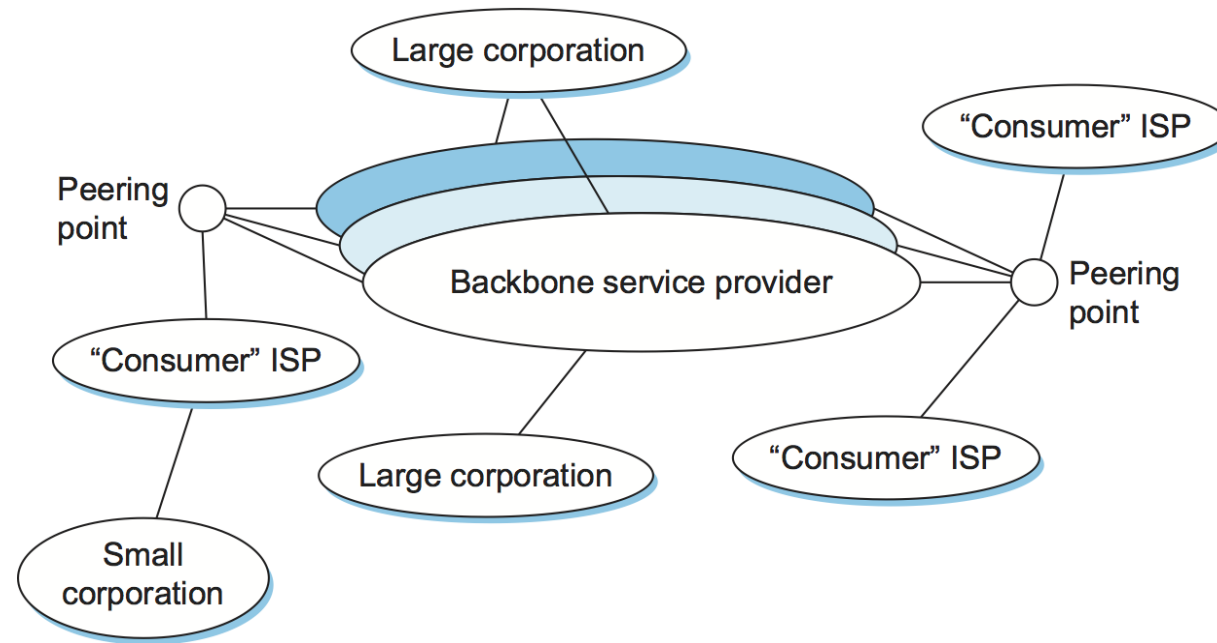 Large corporation
“Consumer” ISP
Peering
point
Backbone service provider
Peering
point
“Consumer” ISP
Large corporation
“Consumer” ISP
Small
corporation